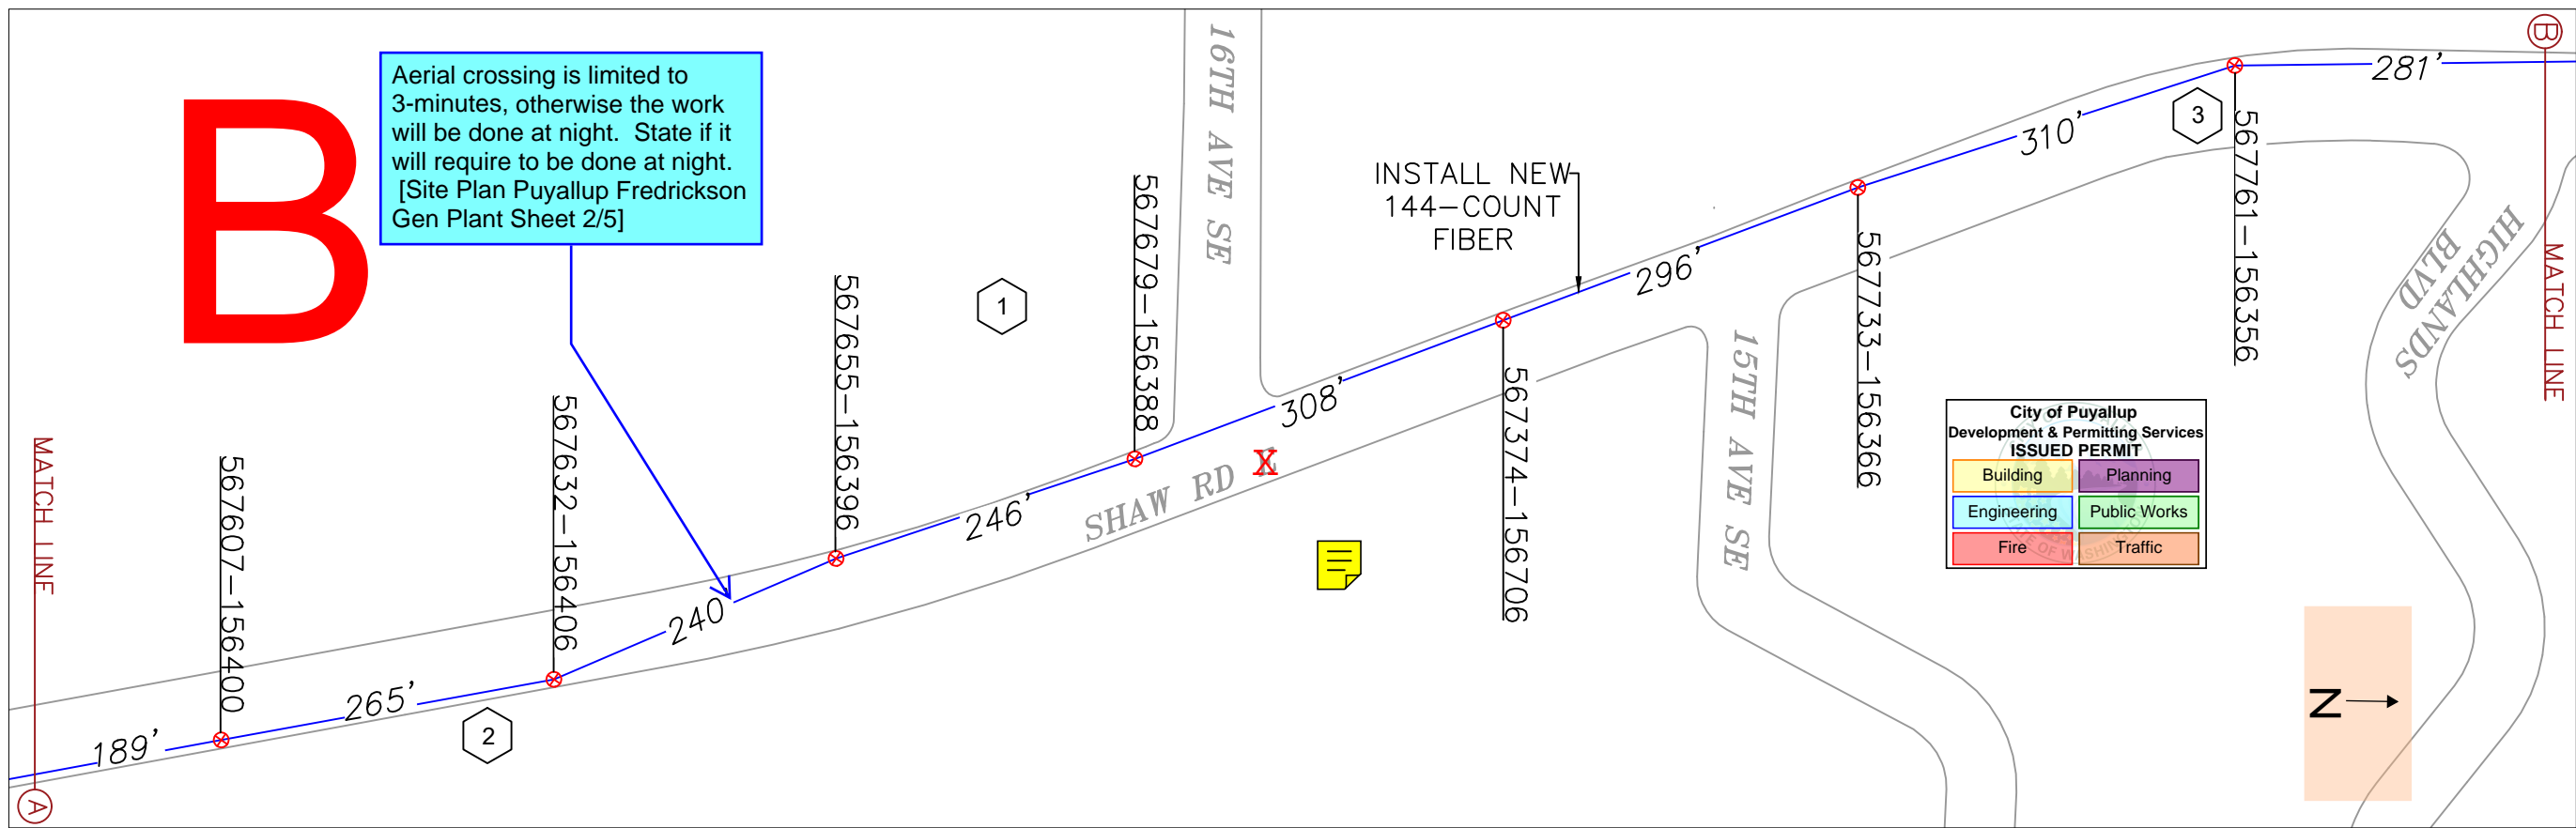 B
Aerial crossing is limited to
3-minutes, otherwise the work
will be done at night.  State if it
will require to be done at night.
[Site Plan Puyallup Fredrickson
Gen Plant Sheet 2/5]
MATCH LINE
A
189'
567607-156400
265'
2
567632-156406
240'
567655-156396
246'
1
567679-156388
16TH AVE SE
308'
SHAW RD
X
INSTALL NEW
144-COUNT
FIBER
567374-156706
296'
15TH AVE SE
567733-156366
310'
3
567761-156356
281'
HIGHLANDS
BLVD
B
MATCH LINE
City of Puyallup
Development & Permitting Services
ISSUED PERMIT
Building
Planning
Engineering
Public Works
Fire
Traffic
N